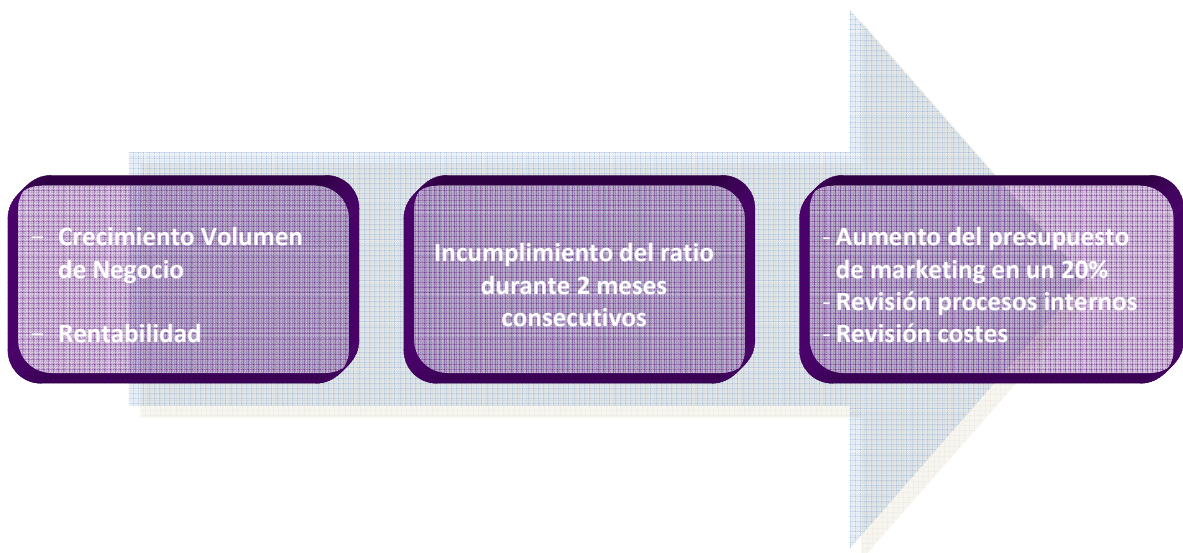 – Crecimiento Volumen
de Negocio
– Rentabilidad
Incumplimiento del ratio
durante 2 meses
consecutivos
- Aumento del presupuesto
de marketing en un 20%
- Revisión procesos internos
- Revisión costes